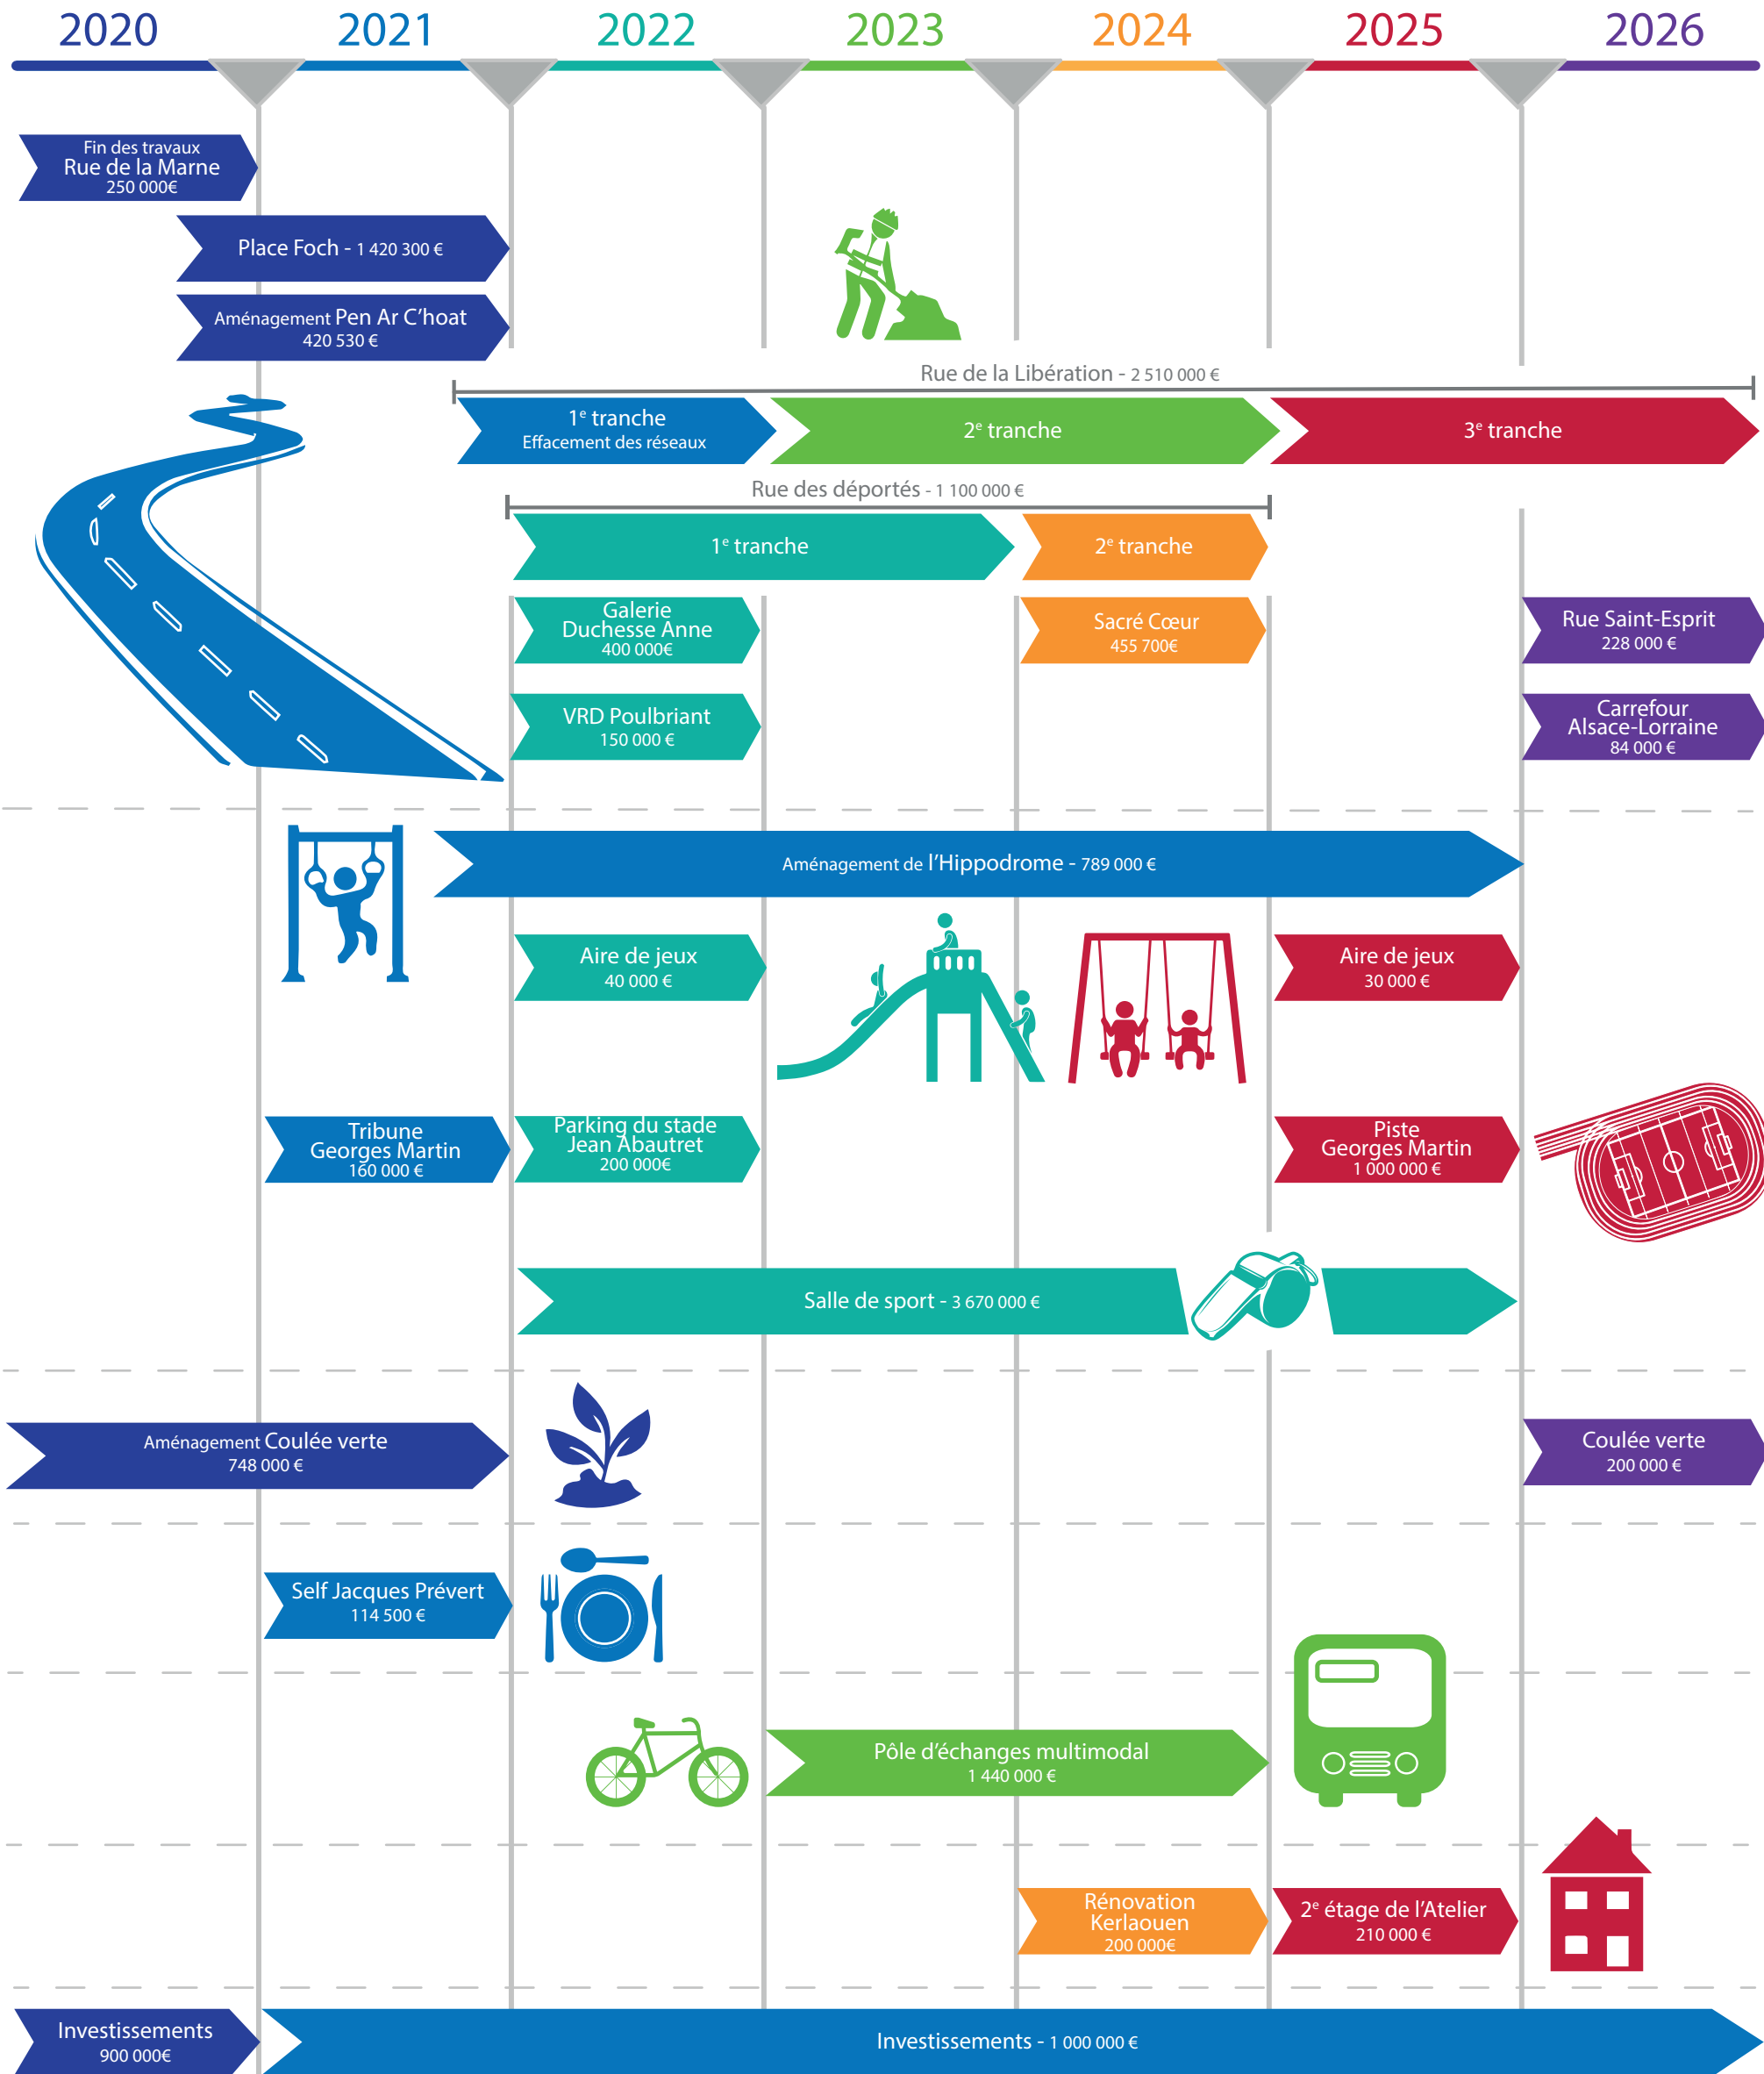 2020 2021 2022 2023 2024 2025 2026
Fin des travaux
Rue de la Marne
250 000€
Place Foch - 1 420 300 €
Aménagement Pen Ar C'hoat
420 530 €
Rue de la Libération - 2 510 000 €
1e tranche
Effacement des réseaux
2e tranche
3e tranche
Rue des déportés - 1 100 000 €
1e tranche
2e tranche
Galerie
Duchesse Anne
400 000€
Sacré Cœur
455 700€
Rue Saint-Esprit
228 000 €
VRD Poulbriant
150 000 €
Carrefour
Alsace-Lorraine
84 000 €
Aménagement de l'Hippodrome - 789 000 €
Aire de jeux
40 000 €
Aire de jeux
30 000 €
Tribune
Georges Martin
160 000 €
Parking du stade
Jean Abautret
200 000€
Piste
Georges Martin
1 000 000 €
Salle de sport - 3 670 000 €
Aménagement Coulée verte
748 000 €
Coulée verte
200 000 €
Self Jacques Prévert
114 500 €
Pôle d'échanges multimodal
1 440 000 €
Rénovation
Kerlaouen
200 000€
2e étage de l'Atelier
210 000 €
Investissements
900 000€
Investissements - 1 000 000 €